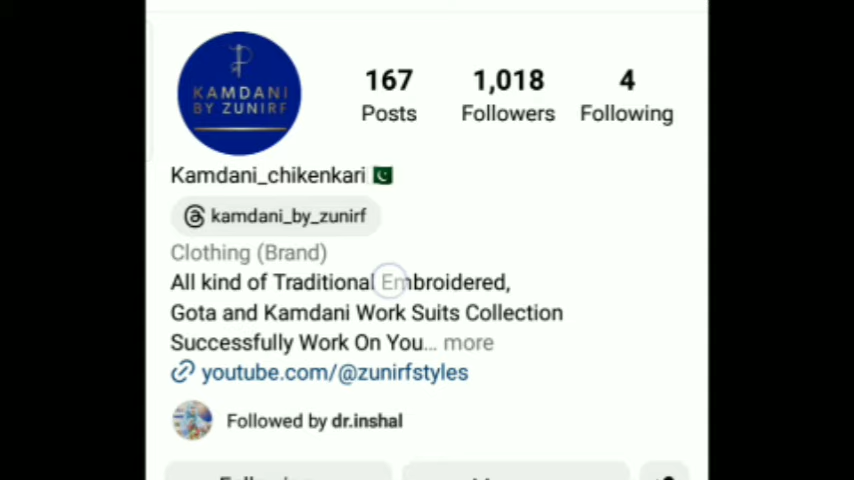 KAMDANI
BY ZUNIRF
167 1,018 4
Posts Followers Following
Kamdani_chikenkari
kamdani_by_zunirf
Clothing (Brand)
All kind of Traditional Embroidered,
Gota and Kamdani Work Suits Collection
Successfully Work On You... more
youtube.com/@zunirfstyles
Followed by dr.inshal